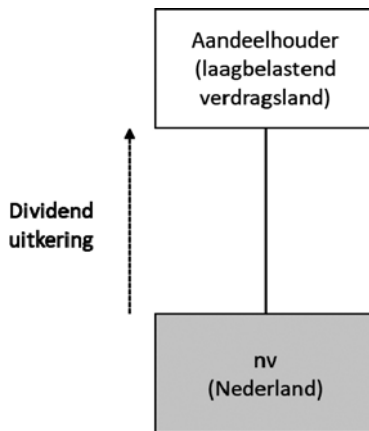 Aandeelhouder
(laagbelastend
verdragsland)
Dividend
uitkering
nv
(Nederland)